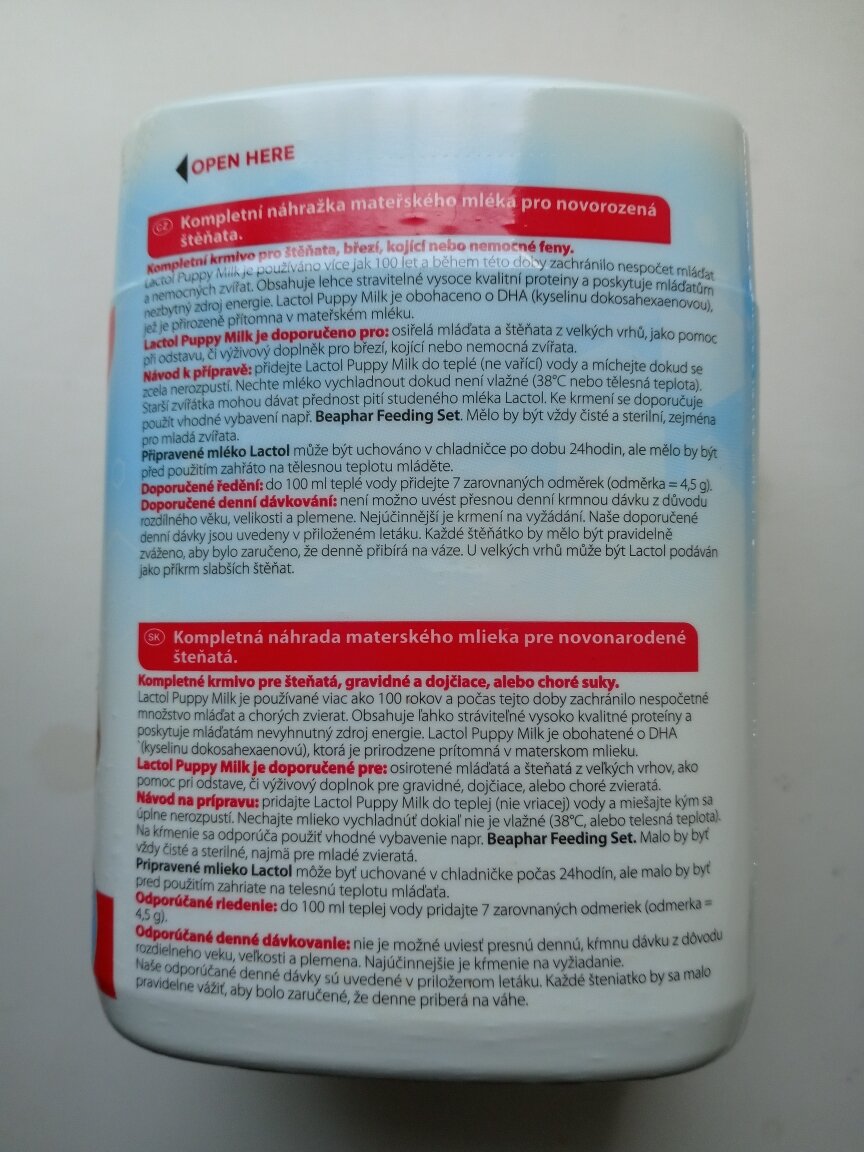 OPEN HERE
CZ Kompletní náhražka mateřského mléka pro novorozená
štěňata.
Kompletní krmivo pro štěňata, březí, kojící nebo nemocné feny.
Lactol Puppy Milk je používáno více jak 100 let a během této doby zachránilo nespočet mláďat
a nemocných zvířat. Obsahuje lehce stravitelné vysoce kvalitní proteiny a poskytuje mláďatům
nezbytný zdroj energie. Lactol Puppy Milk je obohaceno o DHA (kyselinu dokosahexaenovou),
jež je přirozeně přítomna v mateřském mléku.
Lactol Puppy Milk je doporučeno pro: osiřelá mláďata a štěňata z velkých vrhů, jako pomoc
při odstavu, či výživový doplněk pro březí, kojící nebo nemocná zvířata.
Návod k přípravě: přidejte Lactol Puppy Milk do teplé (ne vařící) vody a míchejte dokud se
zcela nerozpustí. Nechte mléko vychladnout dokud není vlažné (38°C nebo tělesná teplota).
Starší zvířátka mohou dávat přednost pití studeného mléka Lactol. Ke krmení se doporučuje
použít vhodné vybavení např. Beaphar Feeding Set. Mělo by být vždy čisté a sterilní, zejména
pro mladá zvířata.
Připravené mléko Lactol může být uchováno v chladničce po dobu 24hodin, ale mělo by být
před použitím zahřáto na tělesnou teplotu mláděte.
Doporučené ředění: do 100 ml teplé vody přidejte 7 zarovnaných odměrek (odměrka = 4,5 g).
Doporučené denní dávkování: není možno uvést přesnou denní krmnou dávku z důvodu
rozdílného věku, velikosti a plemene. Nejúčinnější je krmení na vyžádání. Naše doporučené
denní dávky jsou uvedeny v přiloženém letáku. Každé štěňátko by mělo být pravidelně
zváženo, aby bylo zaručeno, že denně přibírá na váze. U velkých vrhů může být Lactol podáván
jako příkrm slabších štěňat.
SK Kompletná náhrada materského mlieka pre novonarodené
šteňatá.
Kompletné krmivo pre šteňatá, gravidné a dojčiace, alebo choré suky.
Lactol Puppy Milk je používané viac ako 100 rokov a počas tejto doby zachránilo nespočetné
množstvo mláďat a chorých zvierat. Obsahuje ľahko stráviteľné vysoko kvalitné proteíny a
poskytuje mláďatám nevyhnutný zdroj energie. Lactol Puppy Milk je obohatené o DHA
(kyselinu dokosahexaenovú), ktorá je prirodzene prítomná v materskom mlieku.
Lactol Puppy Milk je doporučené pre: osirotené mláďatá a šteňatá z veľkých vrhov, ako
pomoc pri odstave, či výživový doplnok pre gravidné, dojčiace, alebo choré zvieratá.
Návod na prípravu: pridajte Lactol Puppy Milk do teplej (nie vriacej) vody a miešajte kým sa
úplne nerozpustí. Nechajte mlieko vychladnúť dokiaľ nie je vlažné (38°C, alebo telesná teplota).
Na kŕmenie sa odporúča použiť vhodné vybavenie napr. Beaphar Feeding Set. Malo by byť
vždy čisté a sterilné, najmä pre mladé zvieratá.
Pripravené mlieko Lactol môže byť uchované v chladničke počas 24hodín, ale malo by byť
pred použitím zahriate na telesnú teplotu mláďaťa.
Odporúčané riedenie: do 100 ml teplej vody pridajte 7 zarovnaných odmeriek (odmerka =
4,5 g).
Odporúčané denné dávkovanie: nie je možné uviesť presnú dennú, kŕmnu dávku z dôvodu
rozdielneho veku, veľkosti a plemena. Najúčinnejšie je kŕmenie na vyžiadanie.
Naše odporúčané denné dávky sú uvedené v priloženom letáku. Každé šteniatko by sa malo
pravidelne vážiť, aby bolo zaručené, že denne priberá na váhe.